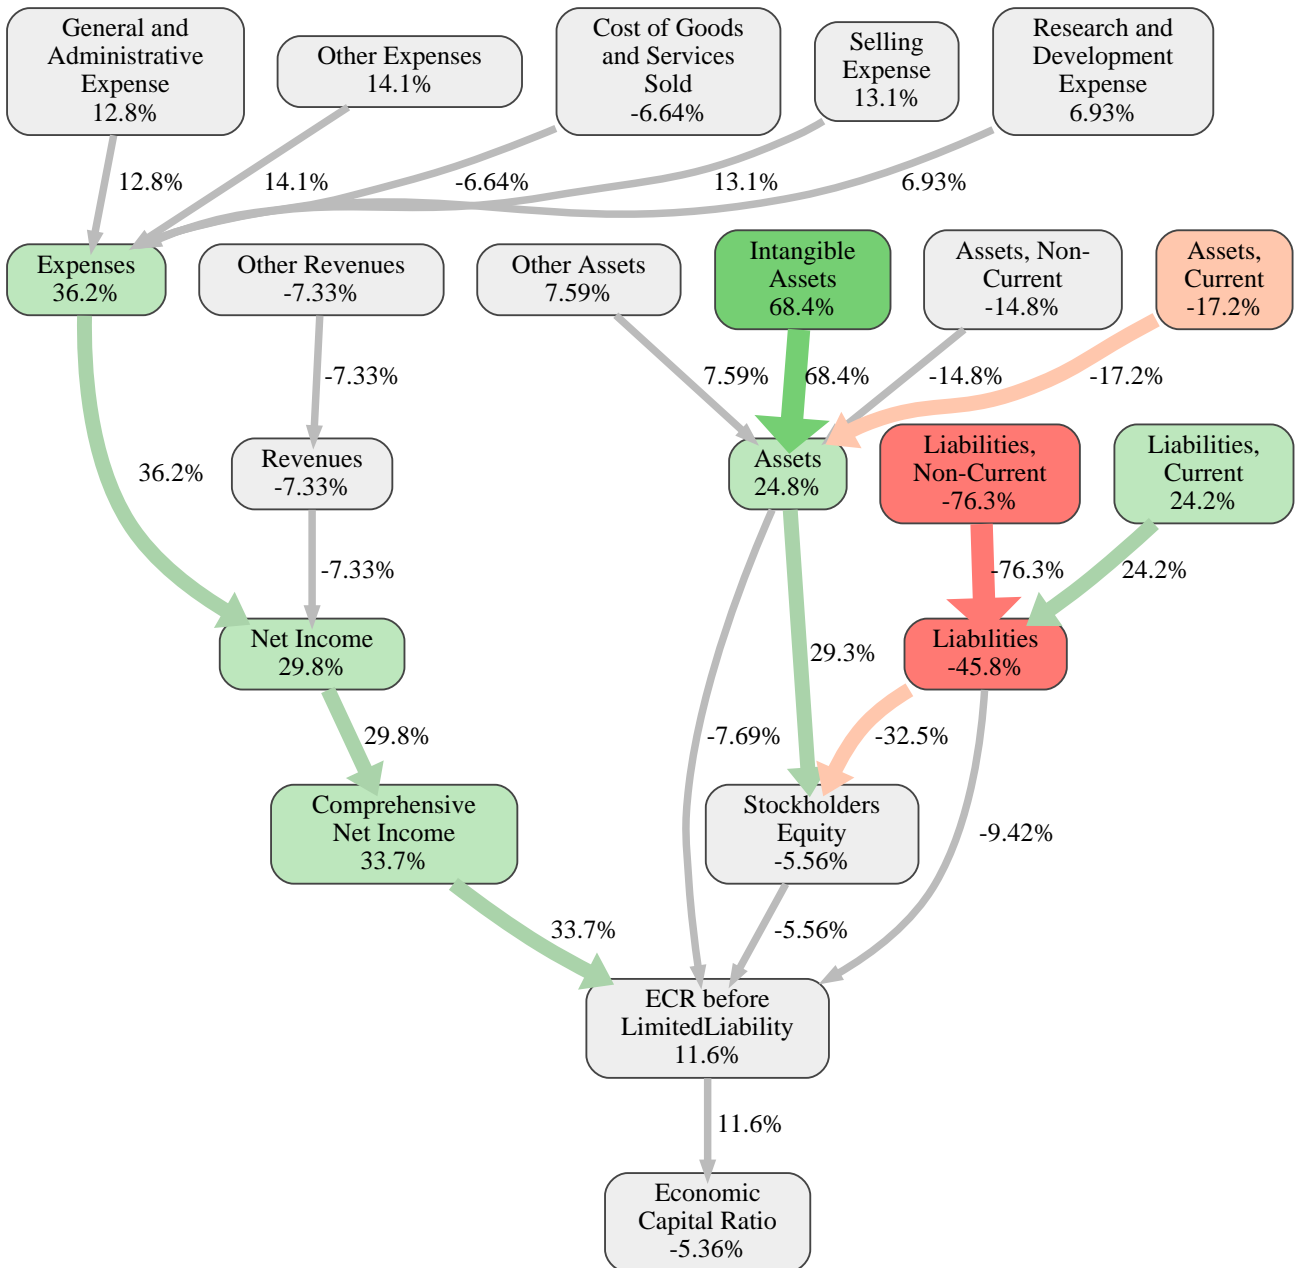 General and
Administrative
Expense
12.8%
Other Expenses
14.1%
Cost of Goods
and Services
Sold
-6.64%
Selling
Expense
13.1%
Research and
Development
Expense
6.93%
12.8%
14.1%
-6.64%
13.1%
6.93%
Expenses
36.2%
Other Revenues
-7.33%
Other Assets
7.59%
Intangible
Assets
68.4%
Assets, Non-
Current
-14.8%
Assets,
Current
-17.2%
-7.33%
7.59%
68.4%
-14.8%
-17.2%
36.2%
Revenues
-7.33%
Assets
24.8%
Liabilities,
Non-Current
-76.3%
Liabilities,
Current
24.2%
-7.33%
-76.3%
24.2%
Net Income
29.8%
29.3%
Liabilities
-45.8%
29.8%
-7.69%
-32.5%
Comprehensive
Net Income
33.7%
Stockholders
Equity
-5.56%
-9.42%
33.7%
-5.56%
ECR before
LimitedLiability
11.6%
11.6%
Economic
Capital Ratio
-5.36%